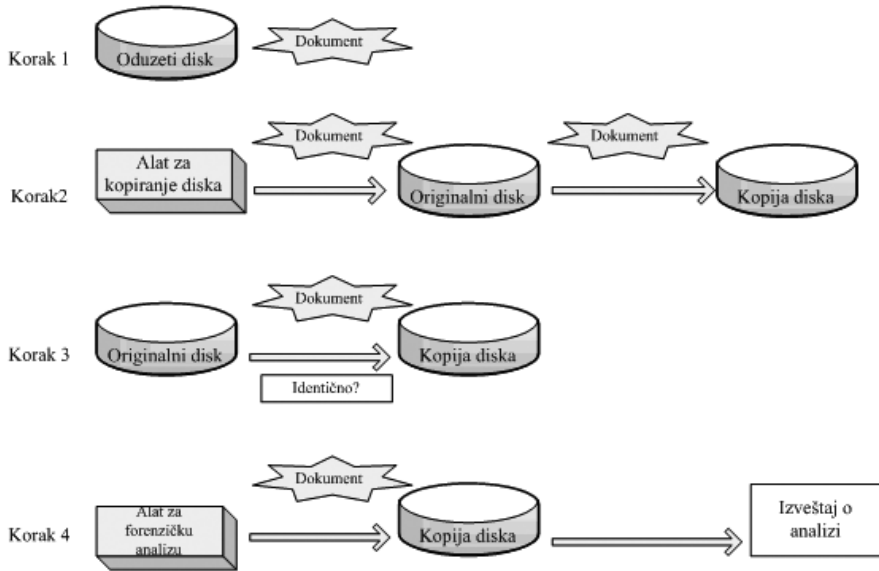 Korak 1
Oduzeti disk
Dokument
Korak2
Alat za
kopiranje diska
Dokument
Originalni disk
Dokument
Kopija diska
Korak 3
Originalni disk
Dokument
Identično?
Kopija diska
Korak 4
Alat za
forenzičku
analizu
Dokument
Kopija diska
Izveštaj o
analizi